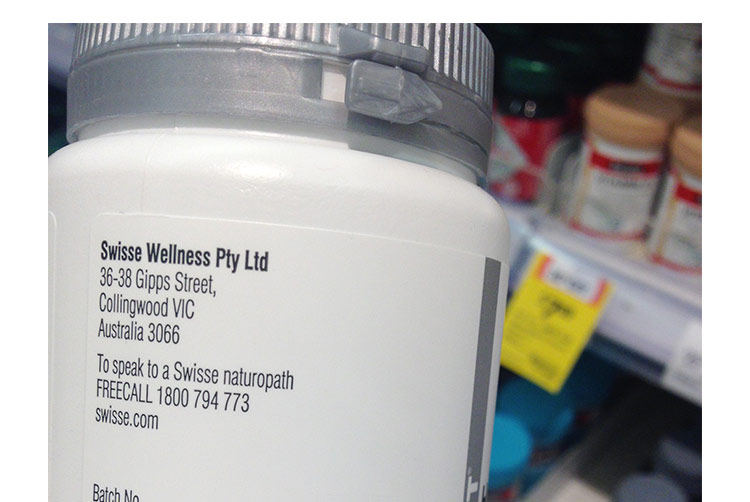 Swisse Wellness Pty Ltd
36-38 Gipps Street,
Collingwood VIC
Australia 3066
To speak to a Swisse naturopath
FREECALL 1800 794 773
swisse.com
Batch No